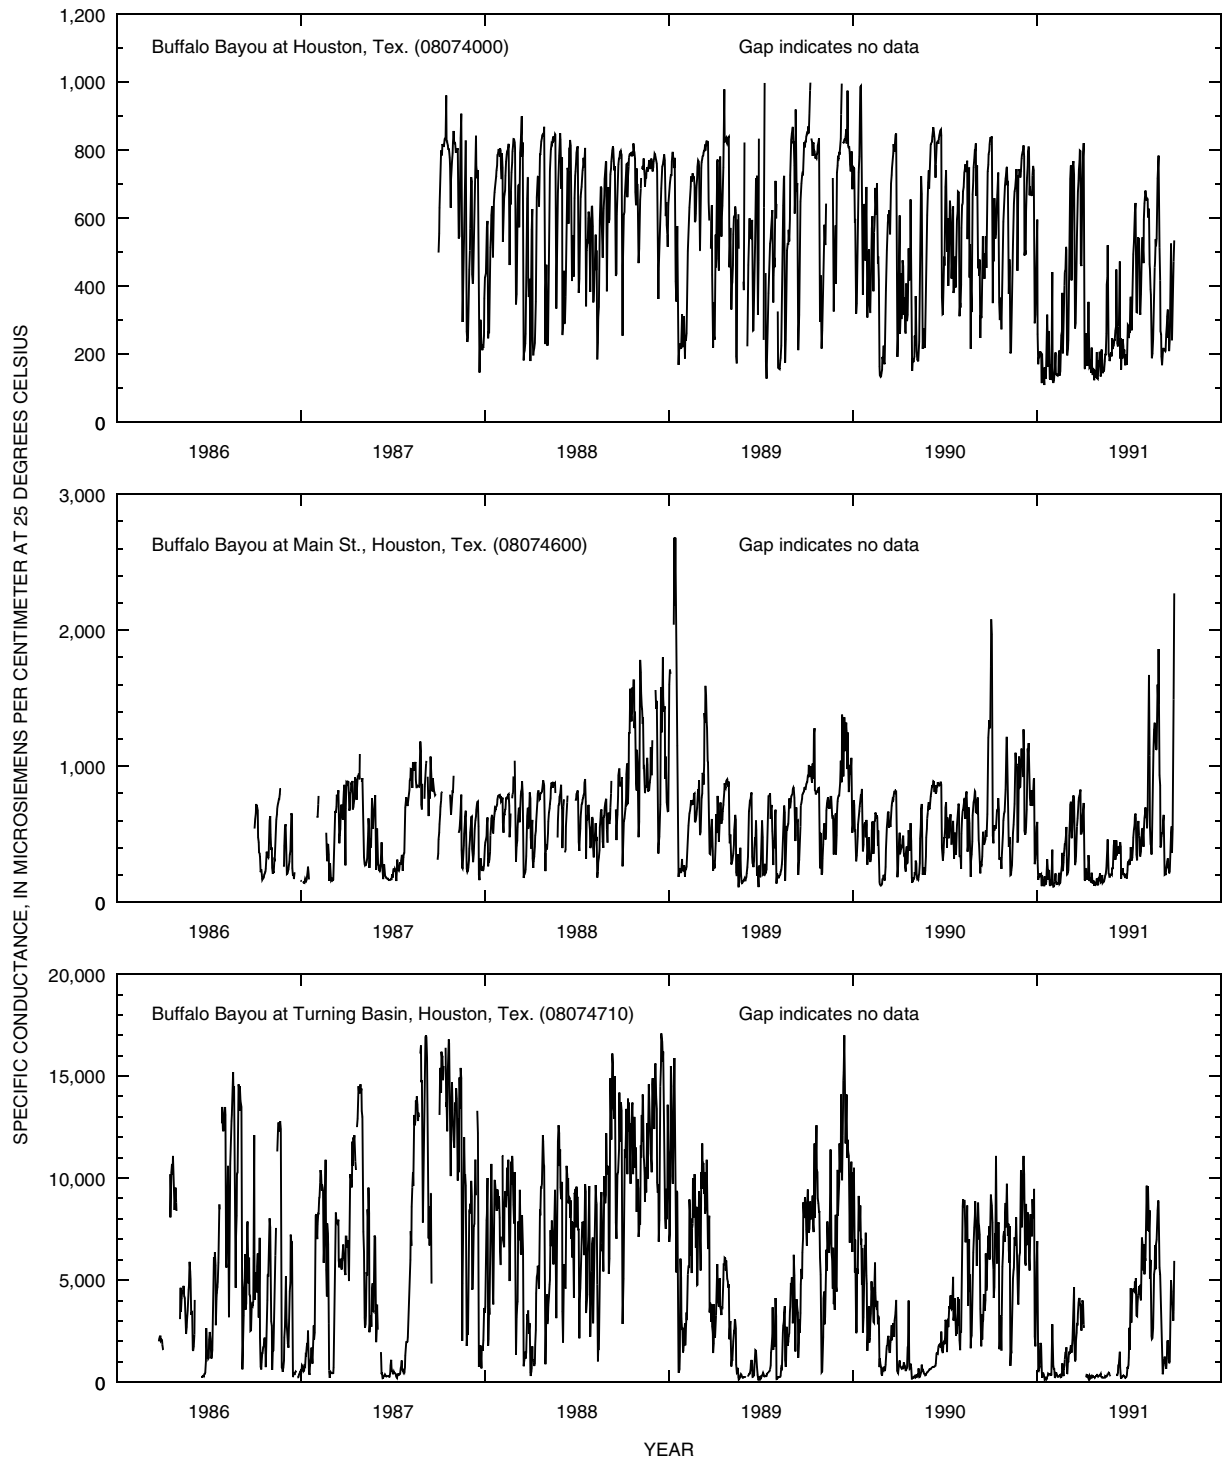 SPECIFIC CONDUCTANCE, IN MICROSIEMENS PER CENTIMETER AT 25 DEGREES CELSIUS
1,200
Buffalo Bayou at Houston, Tex. (08074000) Gap indicates no data
1,000
800
600
400
200
0
1986 1987 1988 1989 1990 1991
3,000
Buffalo Bayou at Main St., Houston, Tex. (08074600) Gap indicates no data
2,000
1,000
0
1986 1987 1988 1989 1990 1991
20,000
Buffalo Bayou at Turning Basin, Houston, Tex. (08074710) Gap indicates no data
15,000
10,000
5,000
0
1986 1987 1988 1989 1990 1991
YEAR